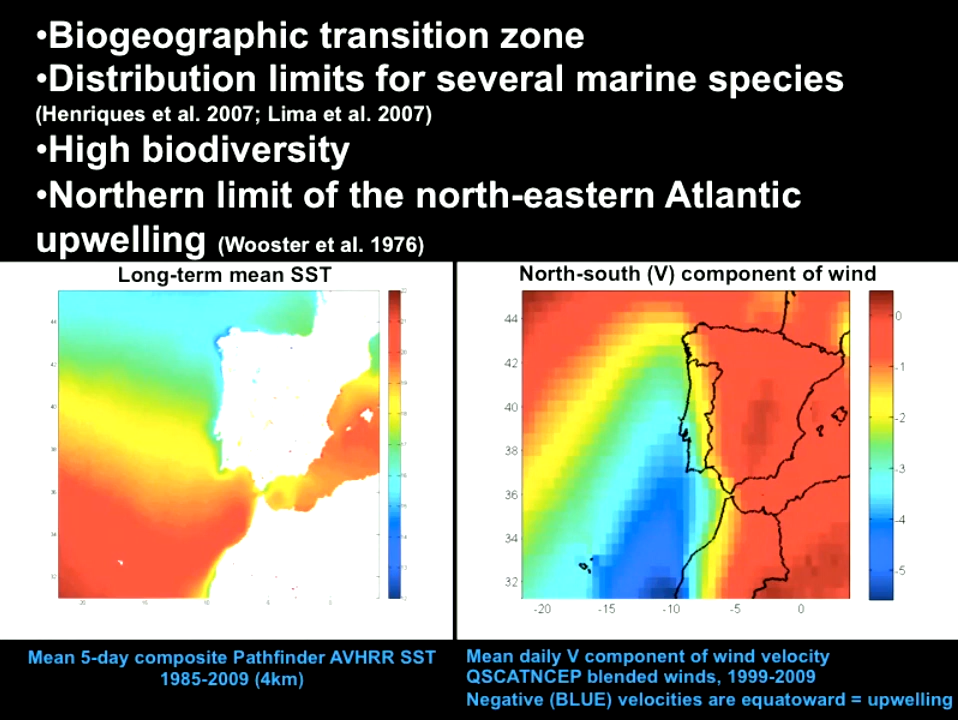 •Biogeographic transition zone
•Distribution limits for several marine species
(Henriques et al. 2007; Lima et al. 2007)
•High biodiversity
•Northern limit of the north-eastern Atlantic
upwelling (Wooster et al. 1976)
Long-term mean SST
North-south (V) component of wind
44
42
40
38
36
34
32
-20
-15
-10
-5
0
0
-1
-2
-3
-4
-5
Mean 5-day composite Pathfinder AVHRR SST
1985-2009 (4km)
Mean daily V component of wind velocity
QSCATNCEP blended winds, 1999-2009
Negative (BLUE) velocities are equatoward = upwelling